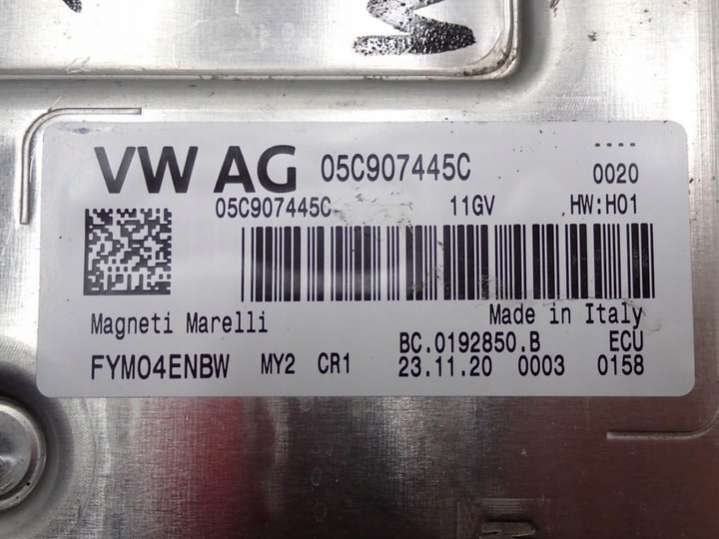 VW AG 05C907445C 0020
05C907445C 11GV HW:H01
Magneti Marelli Made in Italy
BC.0192850.B ECU
FYM04ENBW MY2 CR1 23.11.20 0003 0158